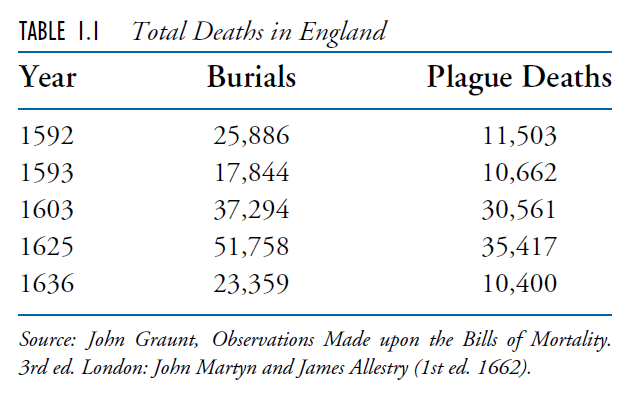 TABLE 1.1 Total Deaths in England
Year Burials Plague Deaths
1592 25,886 11,503
1593 17,844 10,662
1603 37,294 30,561
1625 51,758 35,417
1636 23,359 10,400
Source: John Graunt, Observations Made upon the Bills of Mortality.
3rd ed. London: John Martyn and James Allestry (1st ed. 1662).